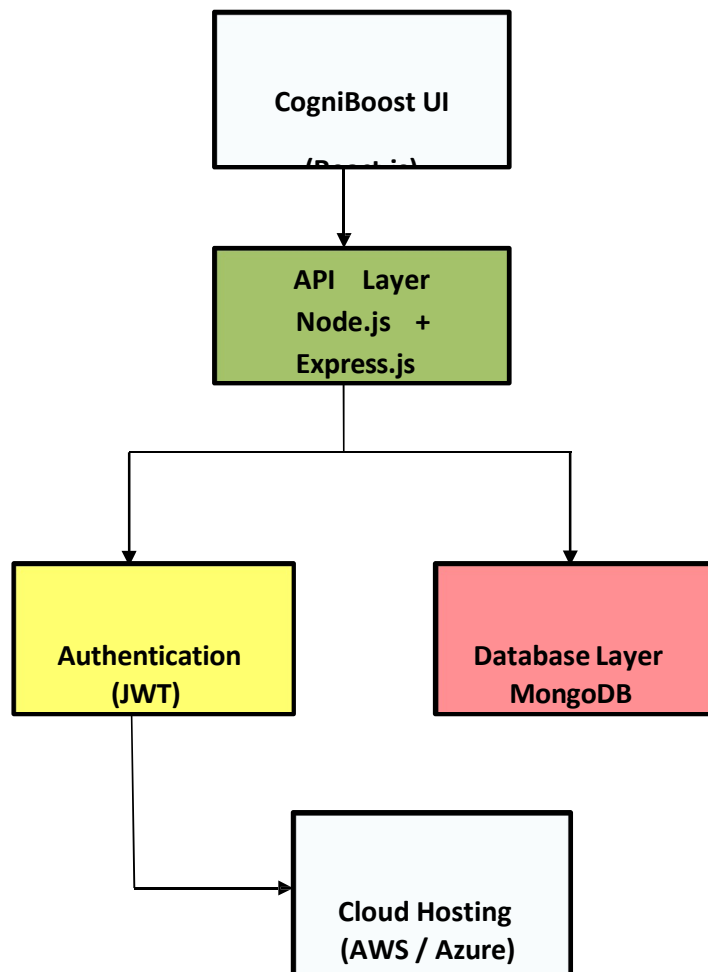 CogniBoost UI
API Layer
Node.js +
Express.js
Authentication
(JWT)
Database Layer
MongoDB
Cloud Hosting
(AWS / Azure)